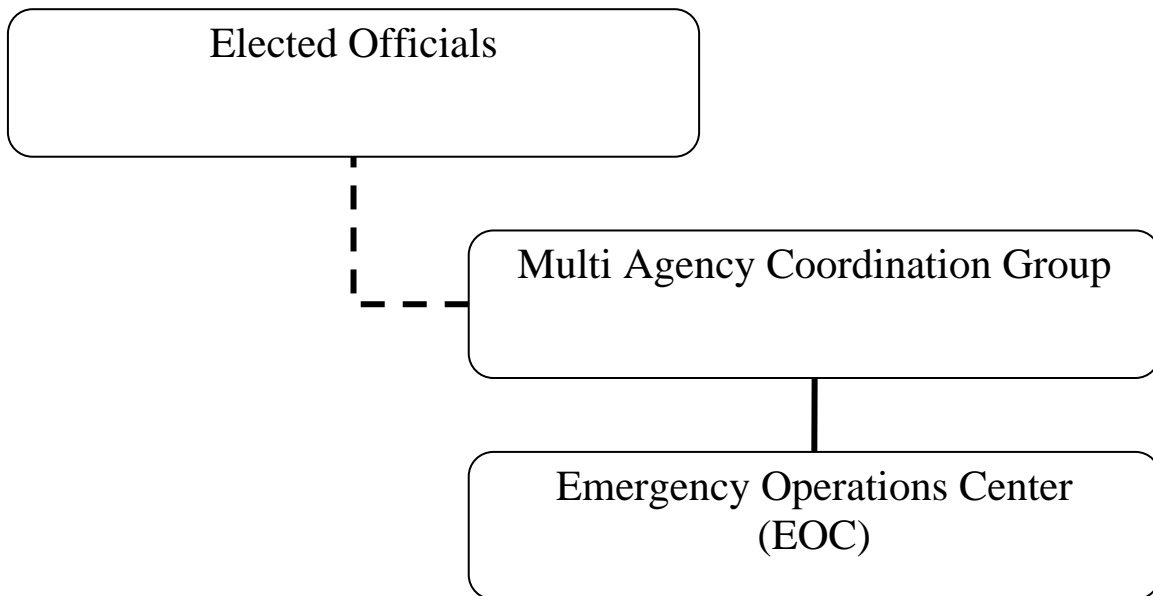 Elected Officials
Multi Agency Coordination Group
Emergency Operations Center
(EOC)